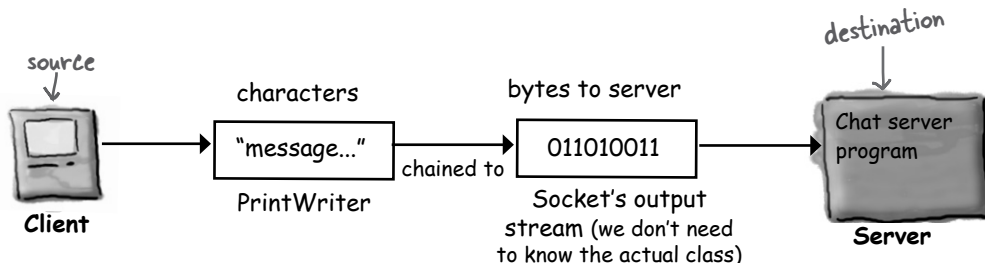 source
destination
characters
bytes to server
"message..."
chained to
011010011
Chat server
program
PrintWriter
Socket's output
stream (we don't need
to know the actual class)
Client
Server